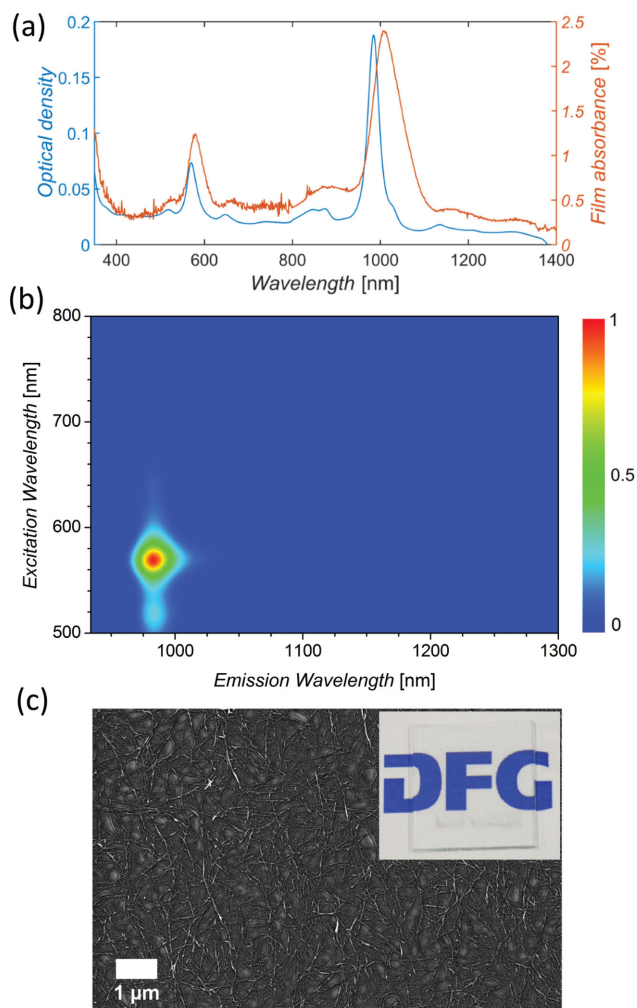 (a)
0.2
0.15
0.1
0.05
0
Optical density
2.5
2
1.5
1
0.5
0
Film absorbance [%]
400 600 800 1000 1200 1400
Wavelength [nm]
(b)
800
700
600
500
Excitation Wavelength [nm]
1000 1100 1200 1300
Emission Wavelength [nm]
1
0.5
0
(c)
DFG
1 µm